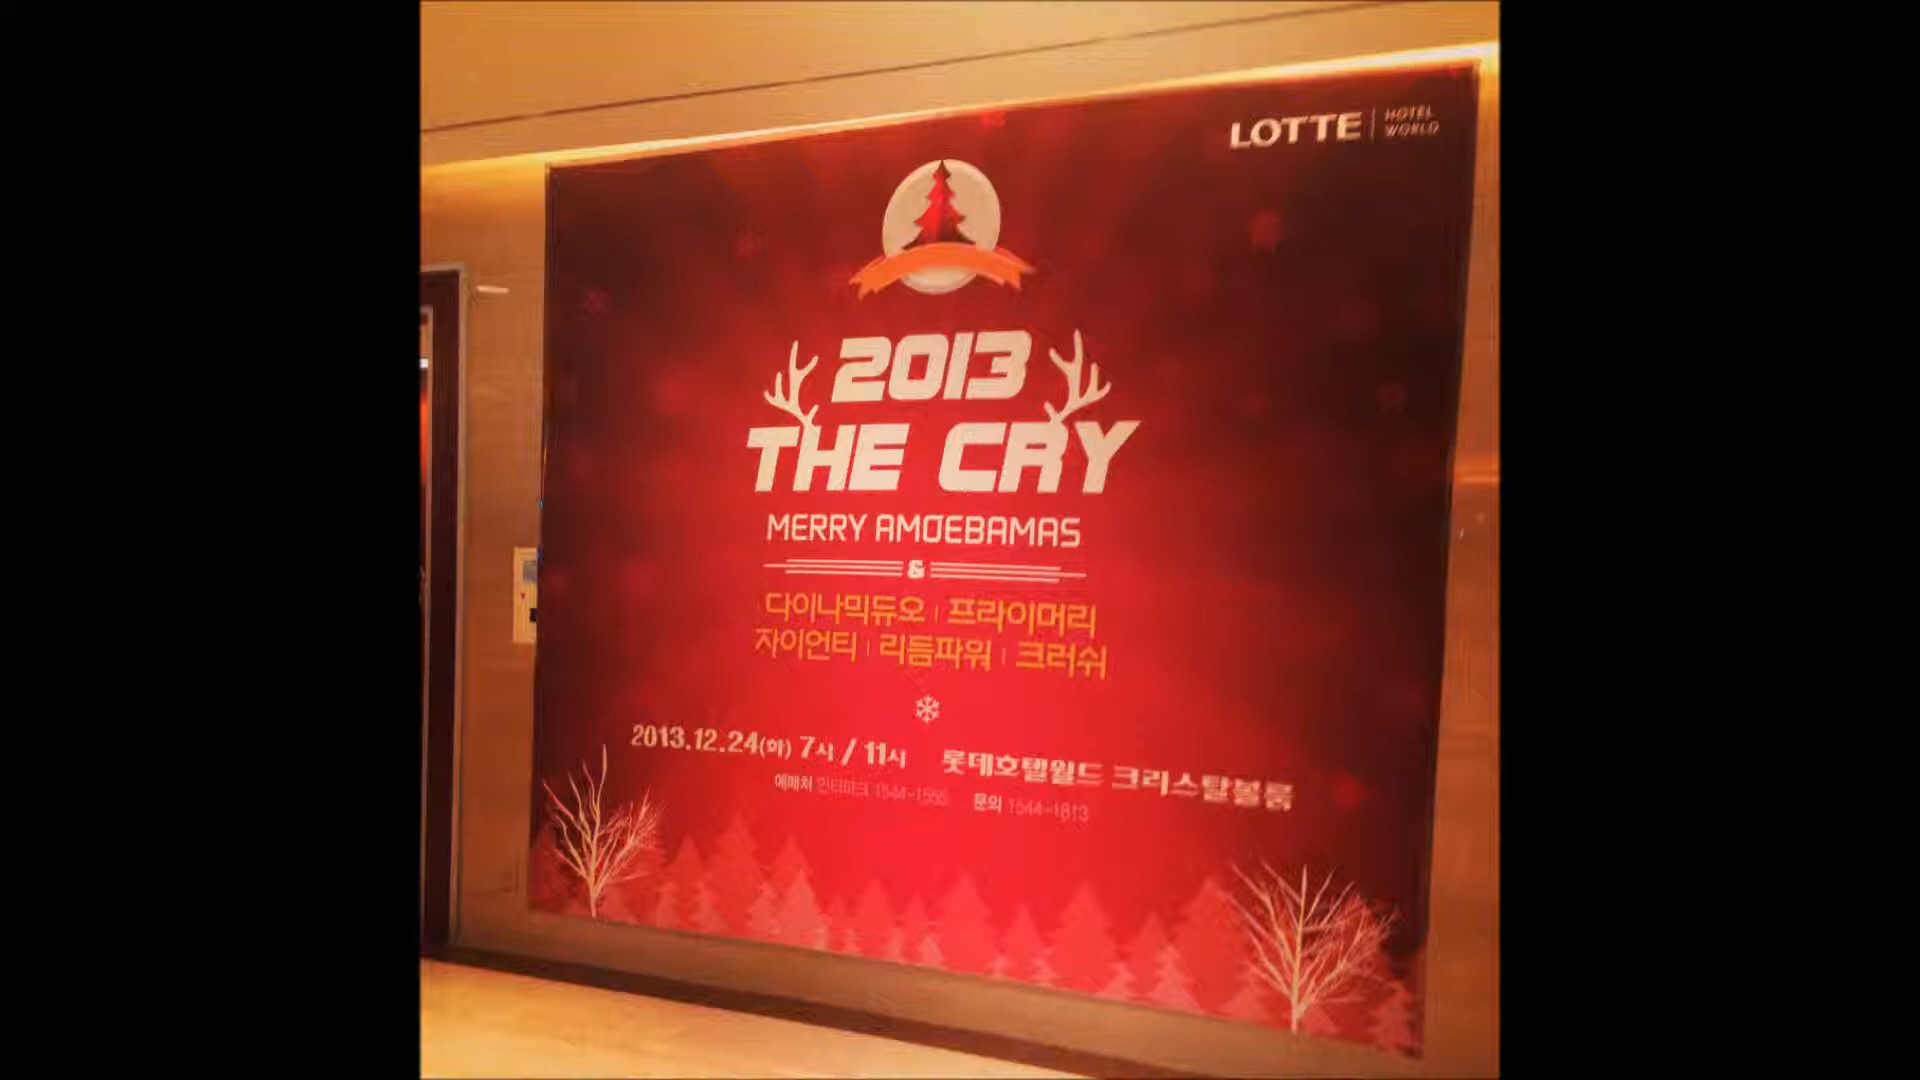 LOTTE HOTEL WORLD
2013
THE CRY
MERRY AMOEBAMAS
&
다이나믹듀오 | 프라이머리
자이언티 | 리듬파워 | 크러쉬
2013.12.24(화) 7시 / 11시 롯데호텔월드 크리스탈볼룸
예매처 인터파크 1544-1555 문의 1544-1813